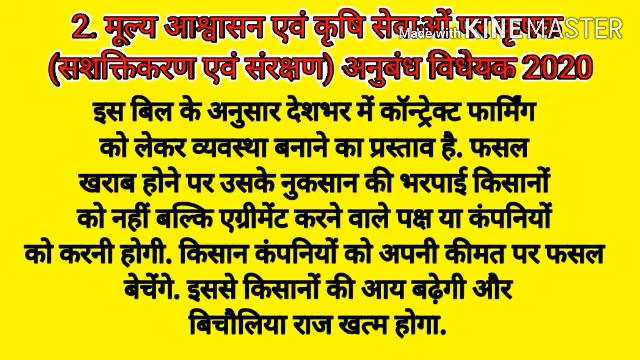 2. मूल्य आश्वासन एवं कृषि सेवाओं पर
Made with KINEMASTER
(सशक्तिकरण एवं संरक्षण) अनुबंध विधेयक 2020
इस बिल के अनुसार देशभर में कॉन्ट्रेक्ट फार्मिंग
को लेकर व्यवस्था बनाने का प्रस्ताव है. फसल
खराब होने पर उसके नुकसान की भरपाई किसानों
को नहीं बल्कि एग्रीमेंट करने वाले पक्ष या कंपनियों
को करनी होगी. किसान कंपनियों को अपनी कीमत पर फसल
बेचेंगे. इससे किसानों की आय बढ़ेगी और
बिचौलिया राज खत्म होगा.